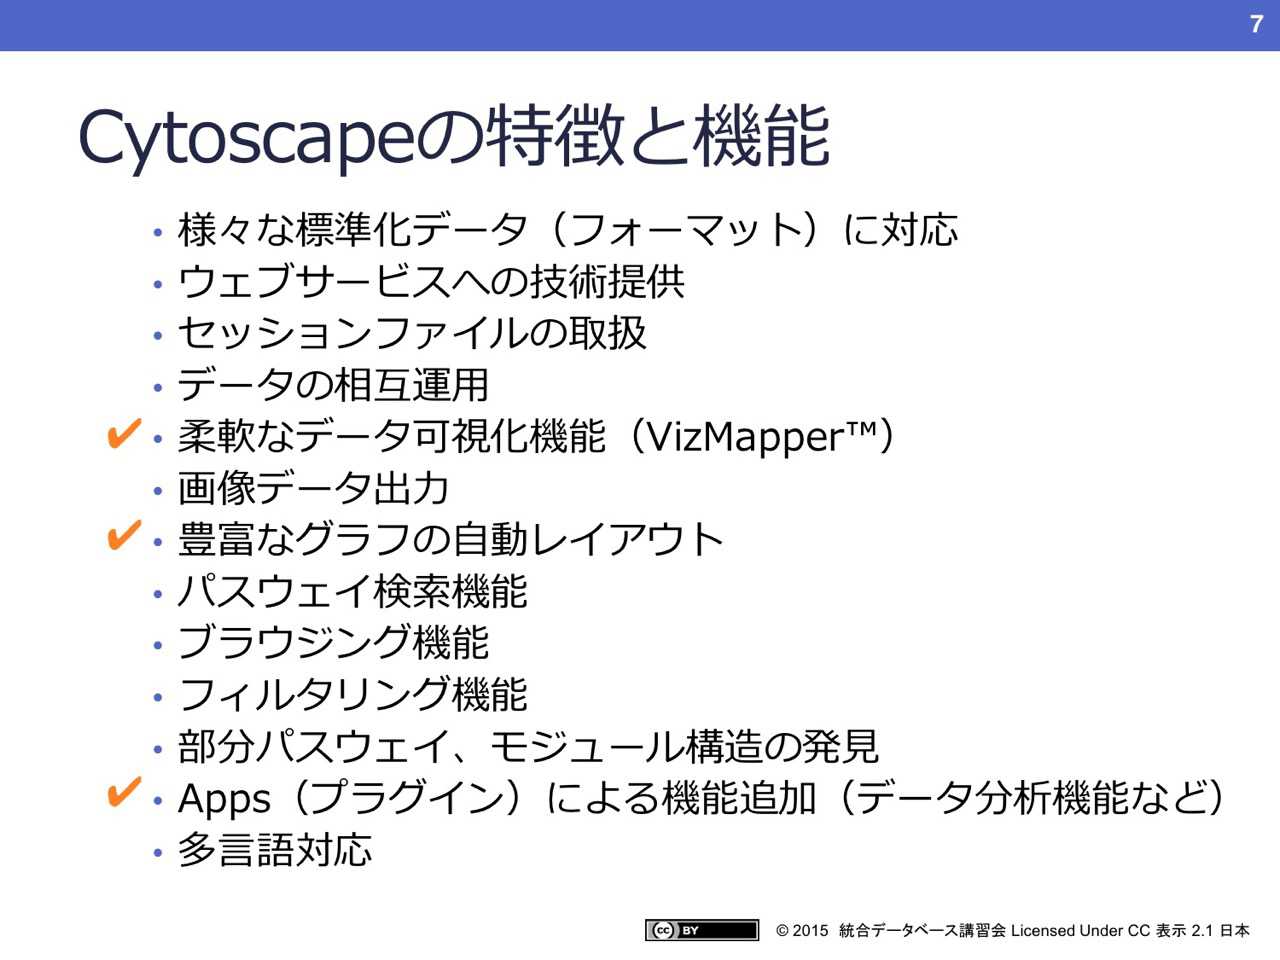 7
Cytoscapeの特徴と機能
• 様々な標準化データ（フォーマット）に対応
• ウェブサービスへの技術提供
• セッションファイルの取扱
• データの相互運用
✔ • 柔軟なデータ可視化機能（VizMapper™）
• 画像データ出力
✔ • 豊富なグラフの自動レイアウト
• パスウェイ検索機能
• ブラウジング機能
• フィルタリング機能
• 部分パスウェイ、モジュール構造の発見
✔ • Apps（プラグイン）による機能追加（データ分析機能など）
• 多言語対応
cc BY © 2015 統合データベース講習会 Licensed Under CC 表示 2.1 日本